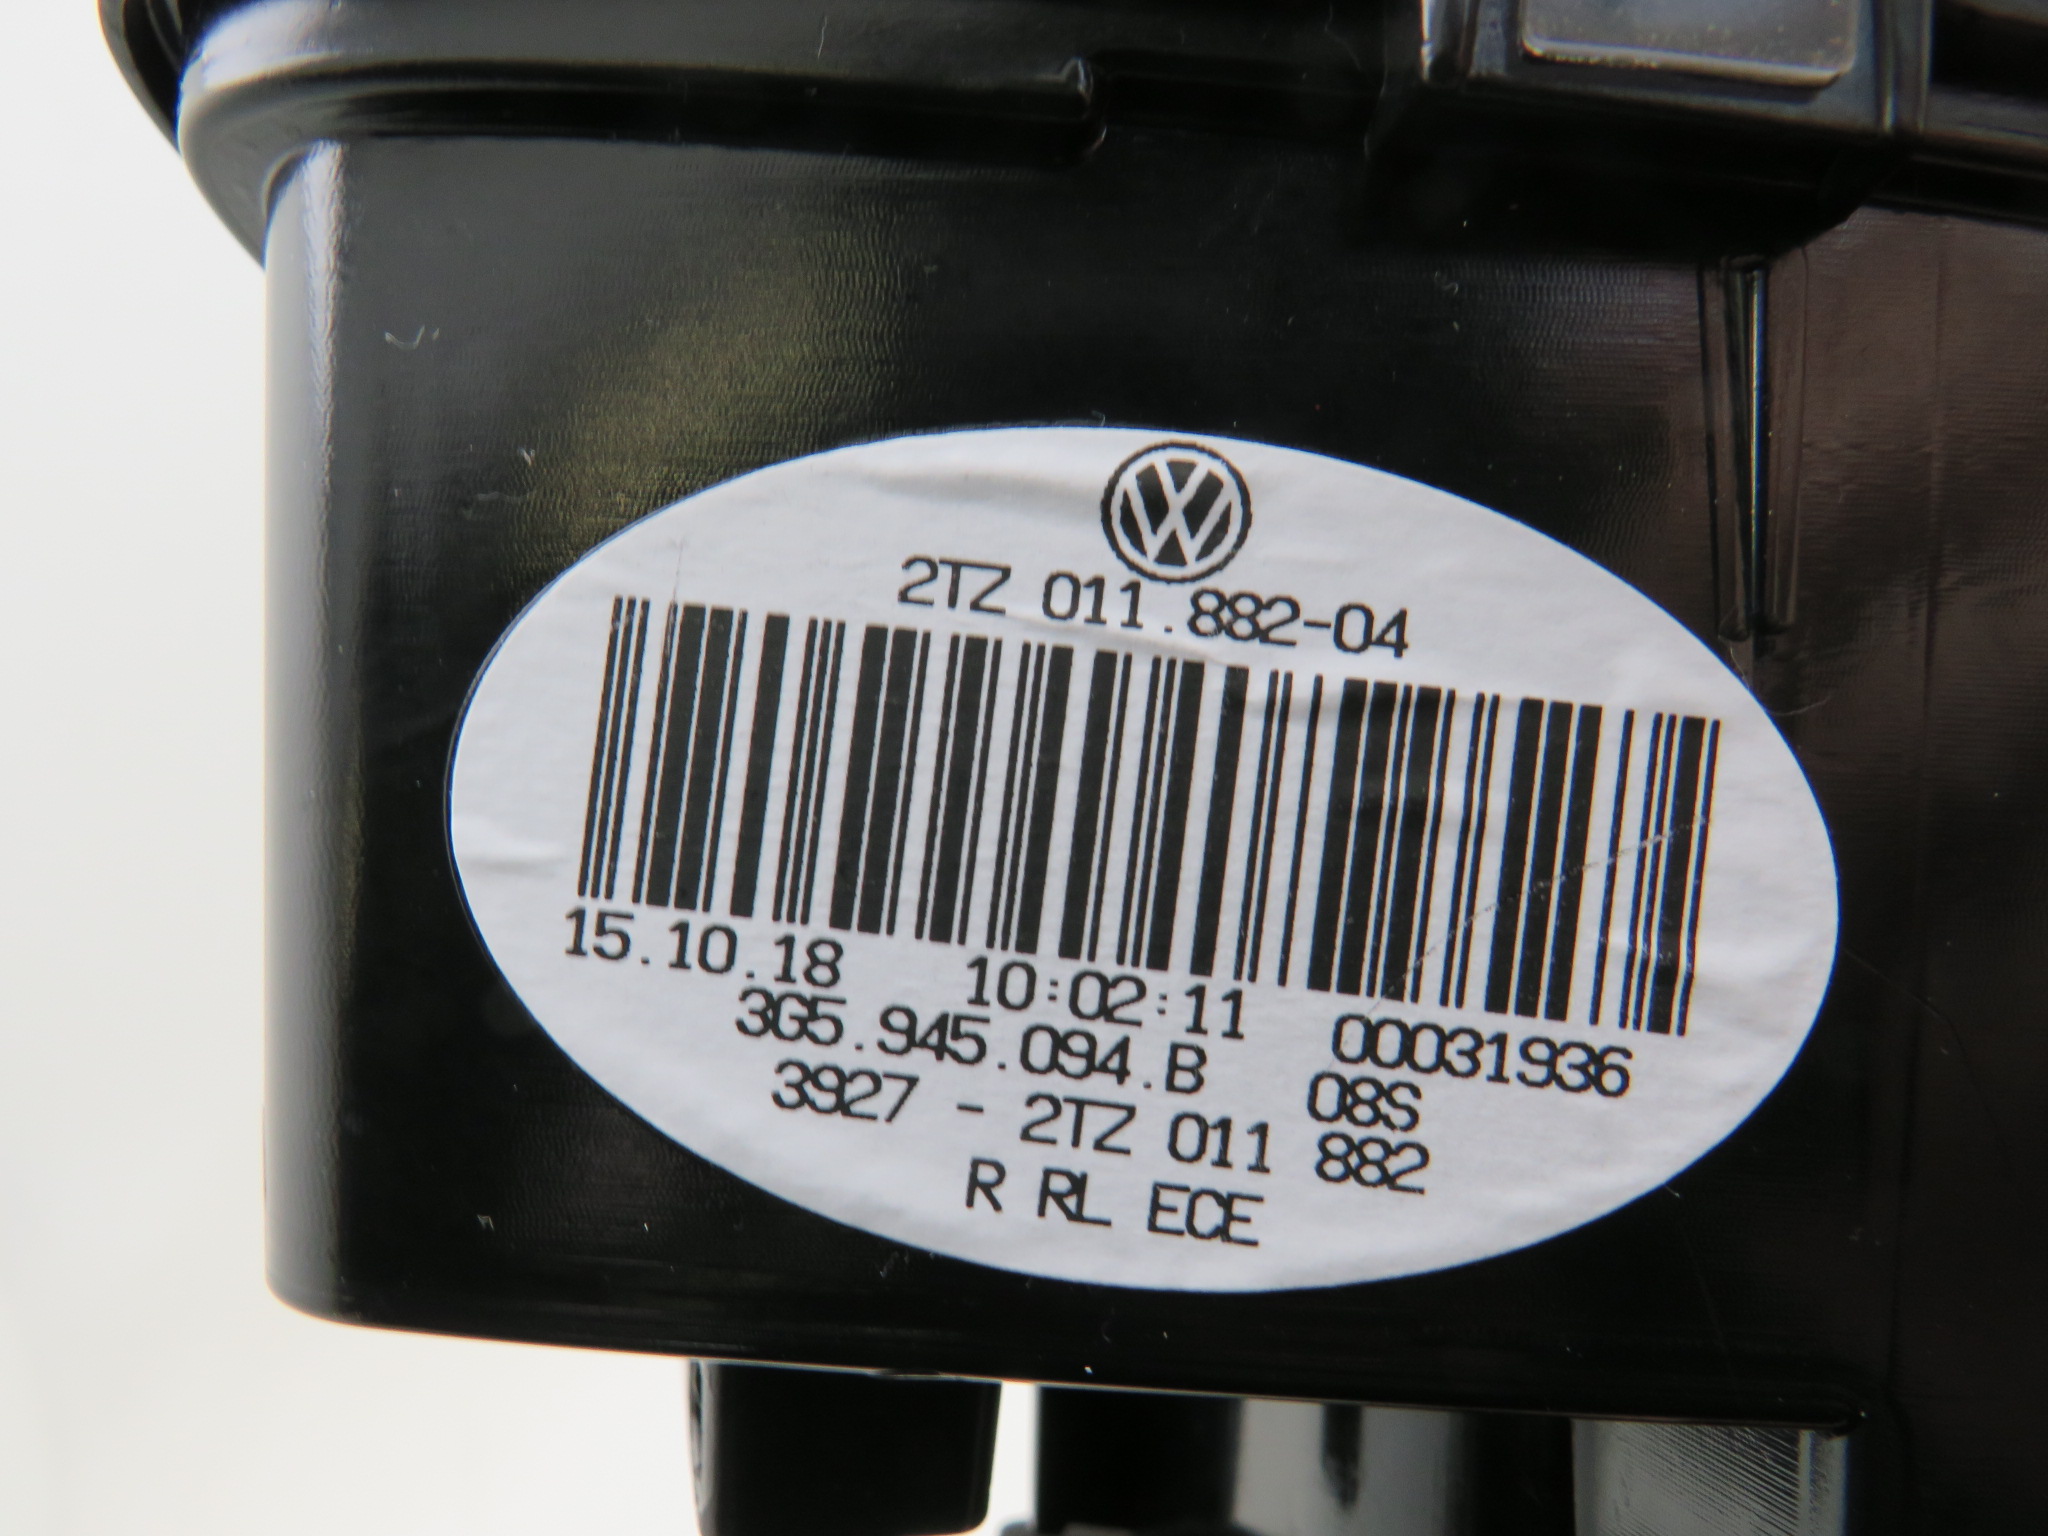 2TZ 011.882-04
15.10.18 10:02:11 00031936
3G5.945.094.B 08S
3927 - 2TZ 011 882
R RL ECE